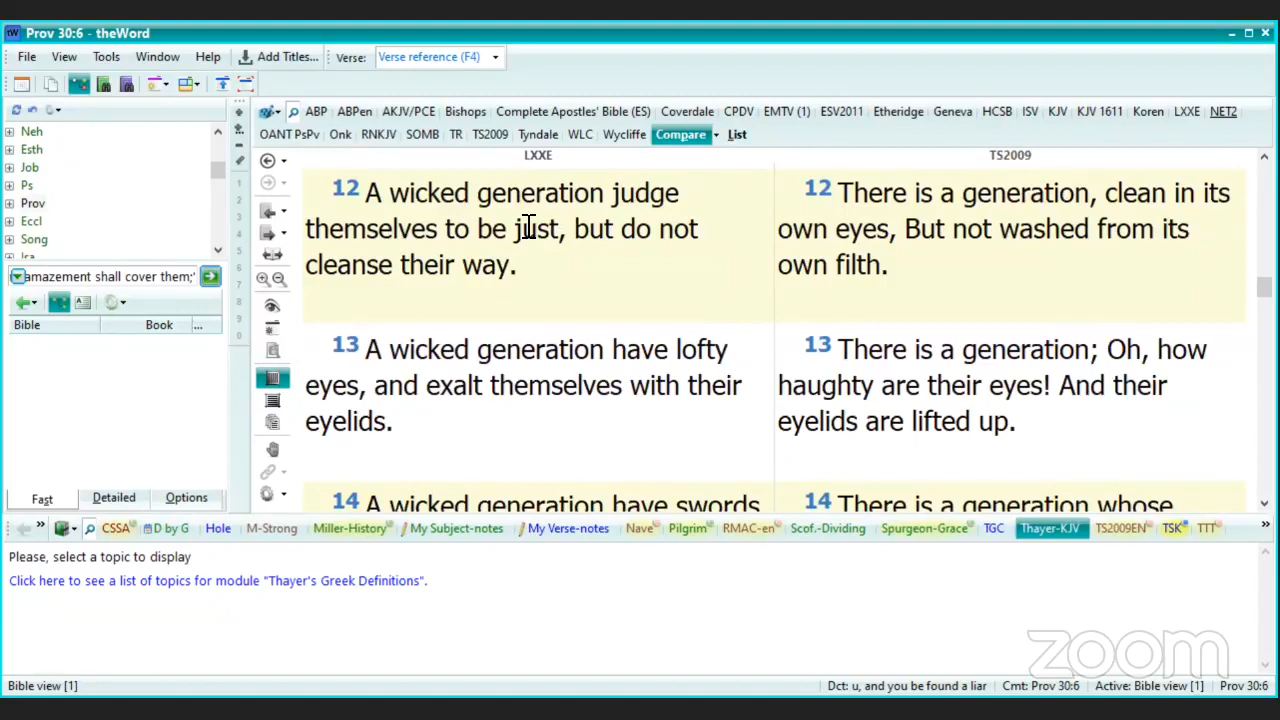 Prov 30:6 - theWord
File View Tools Window Help Add Titles... Verse: Verse reference (F4)
ABP ABPen AKJV/PCE Bishops Complete Apostles' Bible (ES) Coverdale CPDV EMTV (1) ESV2011 Etheridge Geneva HCSB ISV KJV KJV 1611 Koren LXXE NET2
OANT PsPv Onk RNKJV SOMB TR TS2009 Tyndale WLC Wycliffe Compare List
Neh
Esth
Job
Ps
Prov
Eccl
Song
amazement shall cover them;"
Bible Book ...
Fast Detailed Options
1
2
3
4
5
6
7
8
9
0
LXXE
12 A wicked generation judge
themselves to be just, but do not
cleanse their way.
13 A wicked generation have lofty
eyes, and exalt themselves with their
eyelids.
14 A wicked generation have swords
TS2009
12 There is a generation, clean in its
own eyes, But not washed from its
own filth.
13 There is a generation; Oh, how
haughty are their eyes! And their
eyelids are lifted up.
14 There is a generation whose
CSSA D by G Hole M-Strong Miller-History My Subject-notes My Verse-notes Nave Pilgrim RMAC-en Scof.-Dividing Spurgeon-Grace TGC Thayer-KJV TS2009EN TSK TTT
Please, select a topic to display
Click here to see a list of topics for module "Thayer's Greek Definitions".
zoom
Bible view [1] Dct: u, and you be found a liar Cmt: Prov 30:6 Active: Bible view [1] Prov 30:6